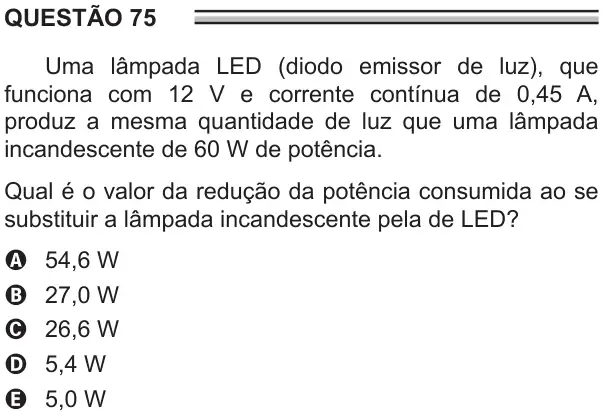 QUESTÃO 75
Uma lâmpada LED (diodo emissor de luz), que
funciona com 12 V e corrente contínua de 0,45 A,
produz a mesma quantidade de luz que uma lâmpada
incandescente de 60 W de potência.
Qual é o valor da redução da potência consumida ao se
substituir a lâmpada incandescente pela de LED?
A 54,6 W
B 27,0 W
C 26,6 W
D 5,4 W
E 5,0 W